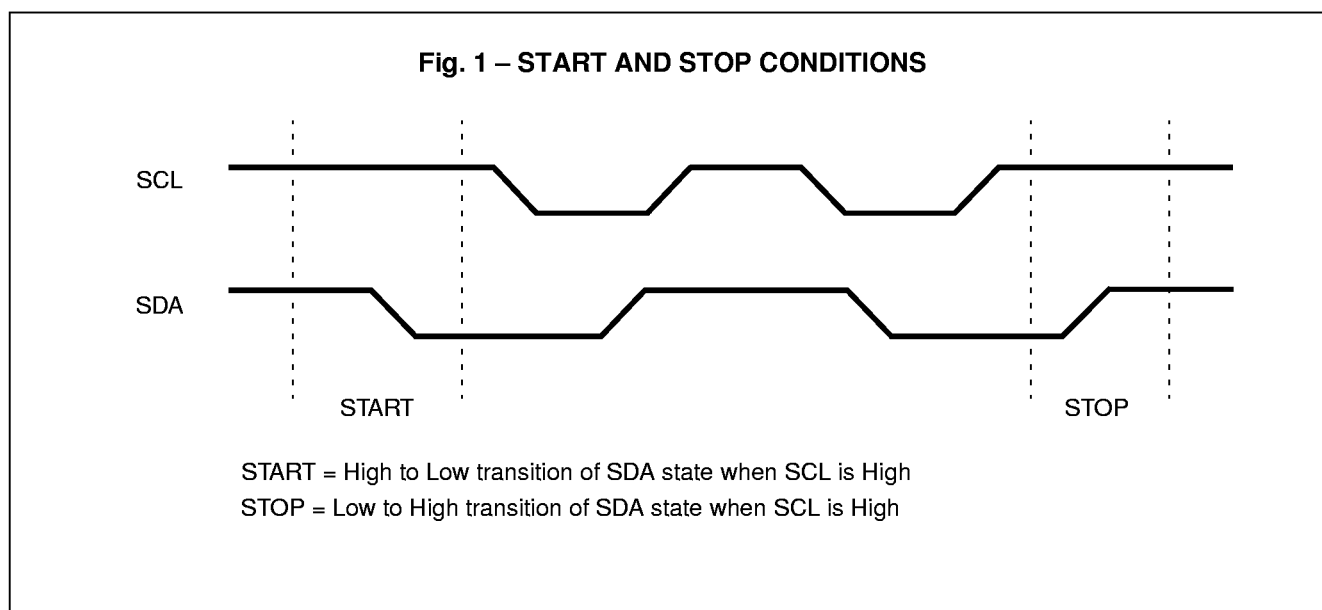 Fig. 1 – START AND STOP CONDITIONS
SCL
SDA
START
STOP
START = High to Low transition of SDA state when SCL is High
STOP = Low to High transition of SDA state when SCL is High